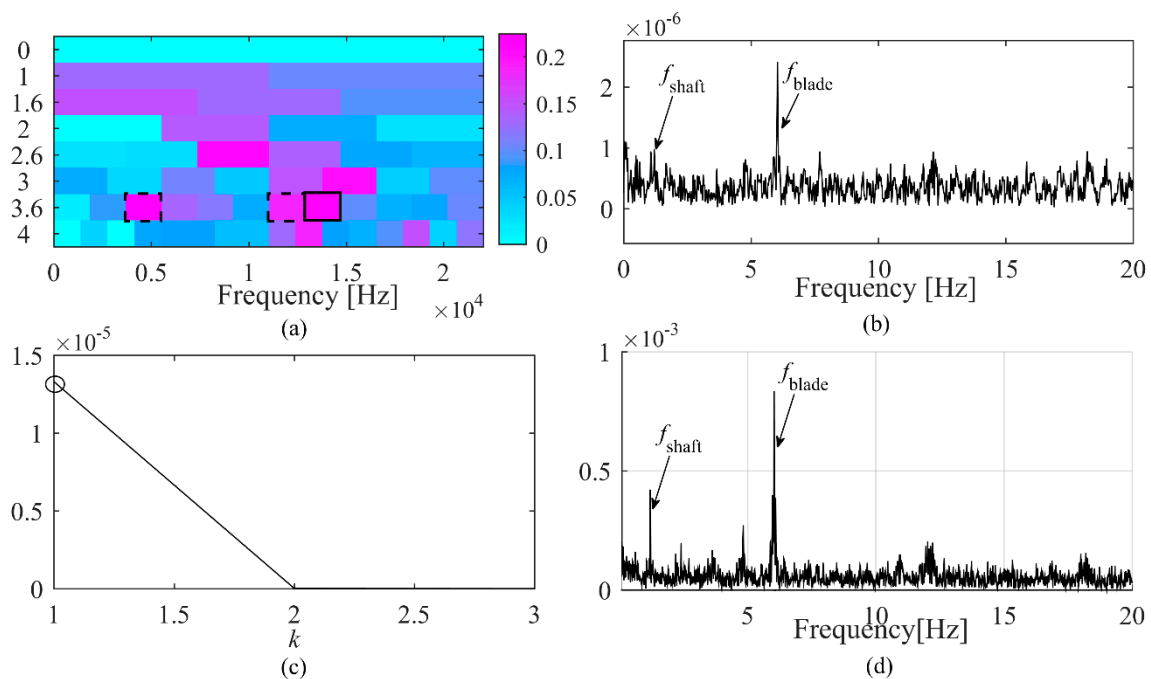 ×10⁻⁶
0
1
1.6
2
2.6
3
3.6
4
0 0.5 1 1.5 2
Frequency [Hz]
×10⁴
0.2
0.15
0.1
0.05
0
(a)
2
1
0
f_shaft
f_blade
0 5 10 15 20
Frequency [Hz]
(b)
×10⁻⁵
1.5
1
0.5
0
1 1.5 2 2.5 3
k
(c)
×10⁻³
1
0.5
0
f_shaft
f_blade
5 10 15 20
Frequency[Hz]
(d)